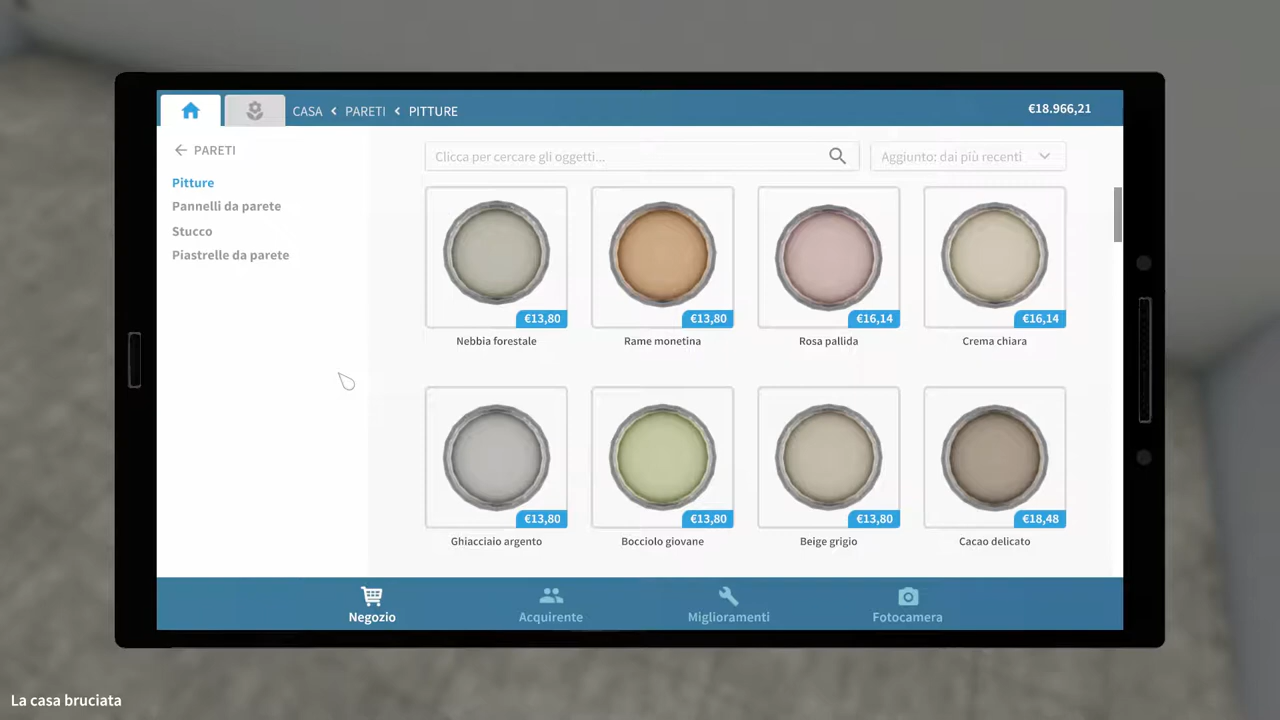 CASA < PARETI < PITTURE
€18.966,21
PARETI
Pitture
Pannelli da parete
Stucco
Piastrelle da parete
Clicca per cercare gli oggetti...
Aggiunto: dai più recenti
€13,80
€13,80
€16,14
€16,14
Nebbia forestale
Rame monetina
Rosa pallida
Crema chiara
€13,80
€13,80
€13,80
€18,48
Ghiacciaio argento
Bocciolo giovane
Beige grigio
Cacao delicato
Negozio
Acquirente
Miglioramenti
Fotocamera
La casa bruciata